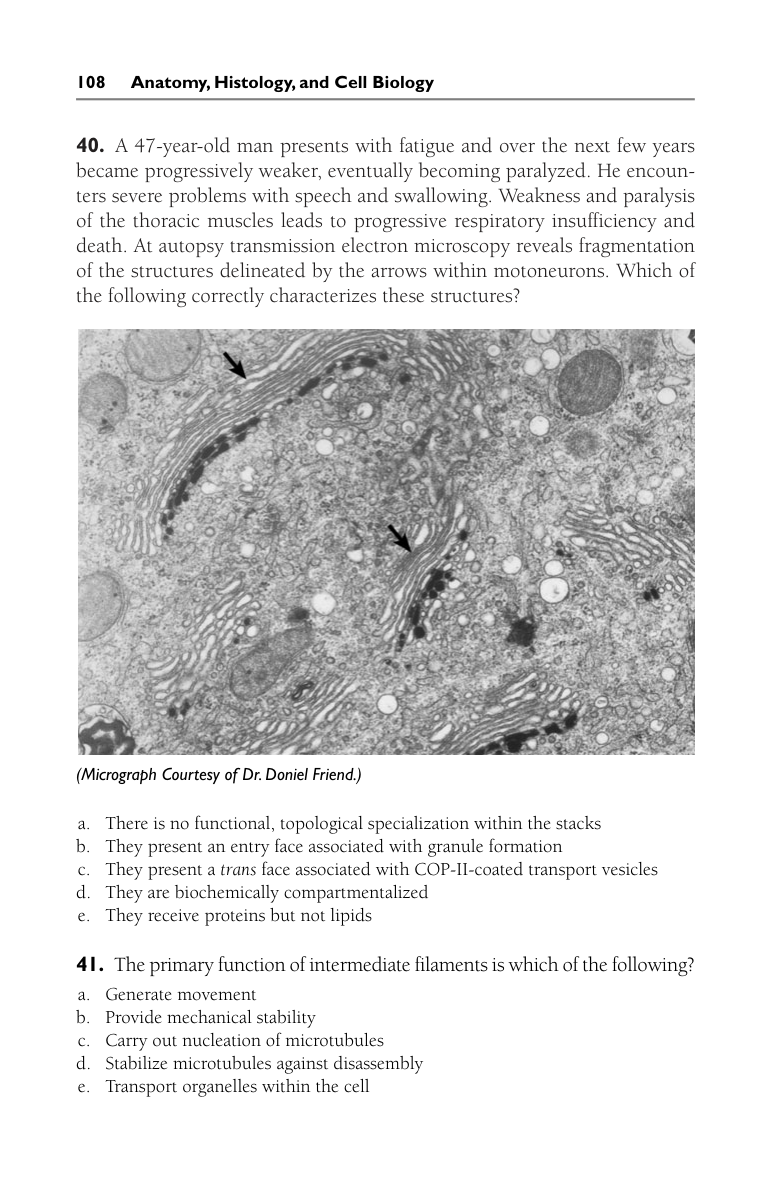 108 Anatomy, Histology, and Cell Biology
40. A 47-year-old man presents with fatigue and over the next few years
became progressively weaker, eventually becoming paralyzed. He encoun-
ters severe problems with speech and swallowing. Weakness and paralysis
of the thoracic muscles leads to progressive respiratory insufficiency and
death. At autopsy transmission electron microscopy reveals fragmentation
of the structures delineated by the arrows within motoneurons. Which of
the following correctly characterizes these structures?
(Micrograph Courtesy of Dr. Doniel Friend.)
a. There is no functional, topological specialization within the stacks
b. They present an entry face associated with granule formation
c. They present a trans face associated with COP-II-coated transport vesicles
d. They are biochemically compartmentalized
e. They receive proteins but not lipids
41. The primary function of intermediate filaments is which of the following?
a. Generate movement
b. Provide mechanical stability
c. Carry out nucleation of microtubules
d. Stabilize microtubules against disassembly
e. Transport organelles within the cell